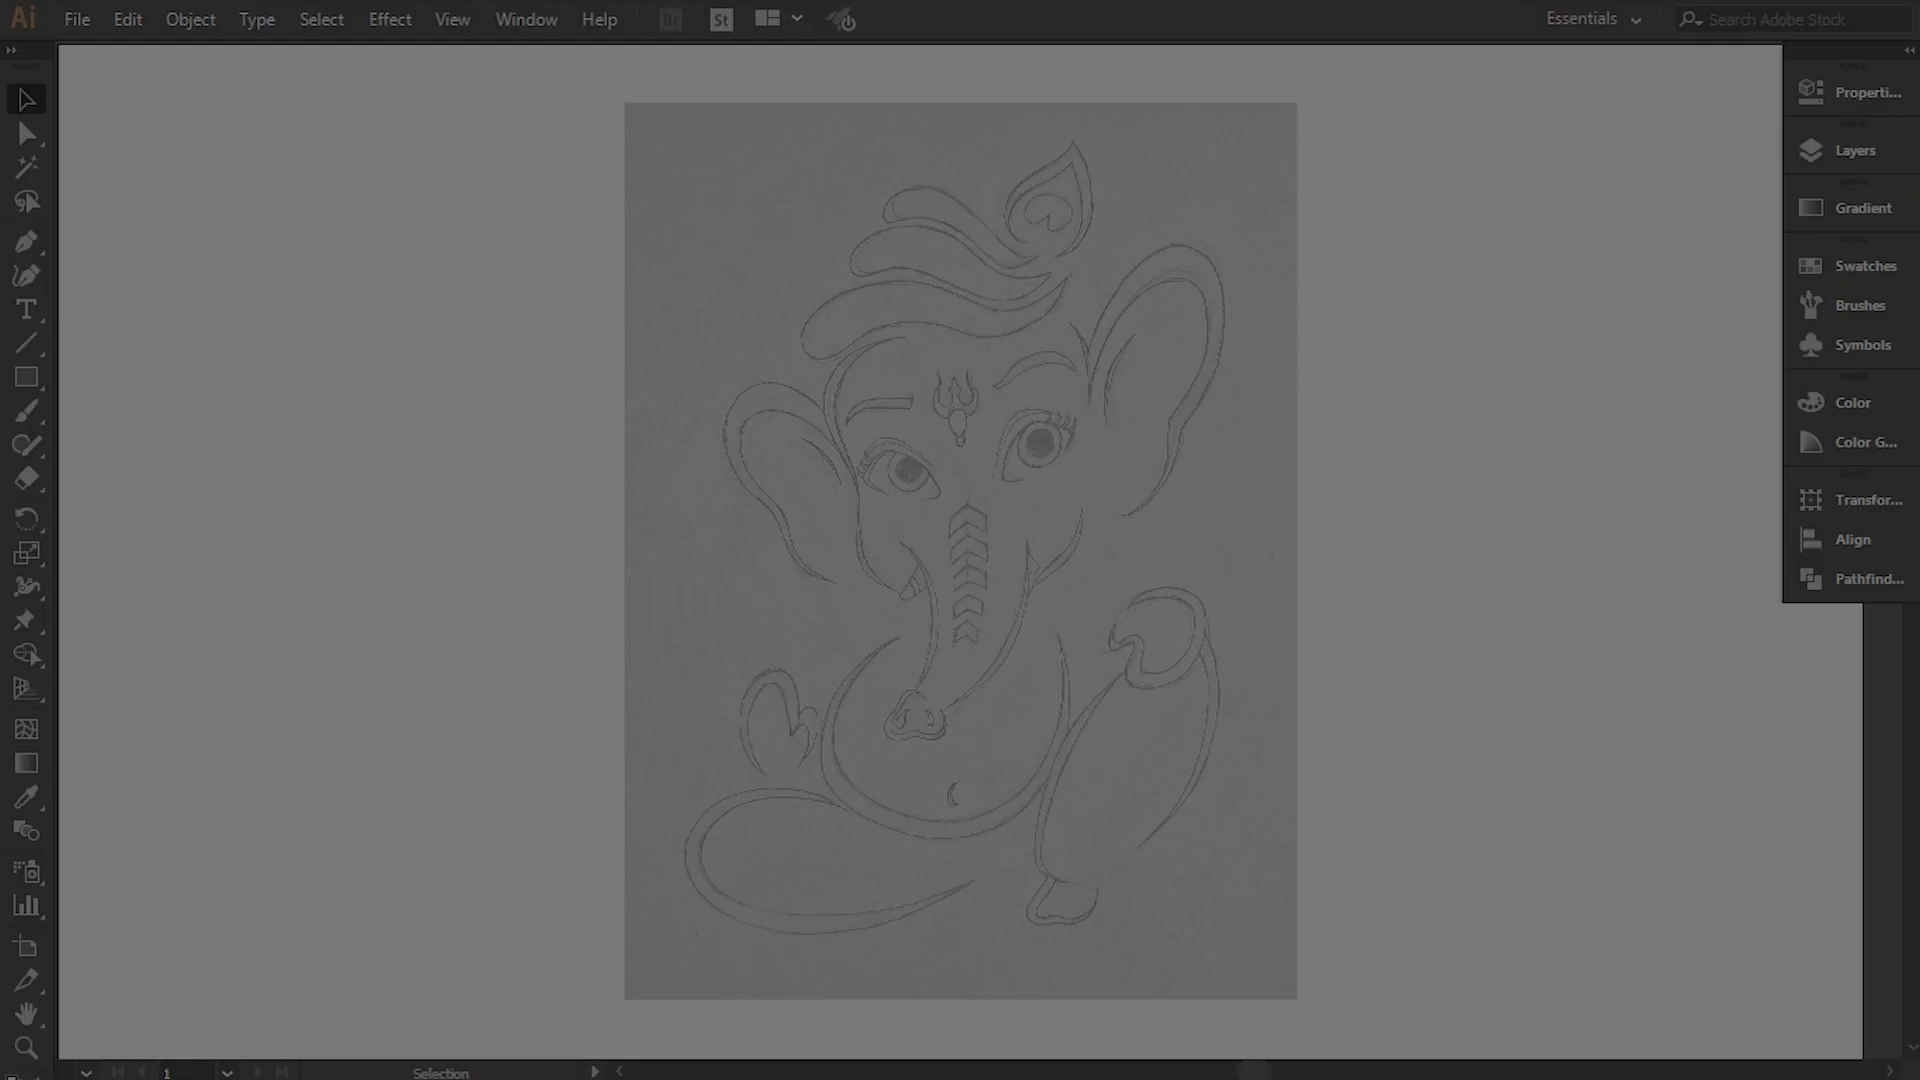 Ai File Edit Object Type Select Effect View Window Help Br St Essentials Search Adobe Stock
Properti...
Layers
Gradient
Swatches
Brushes
Symbols
Color
Color G...
Transfor...
Align
Pathfind...
1 Selection